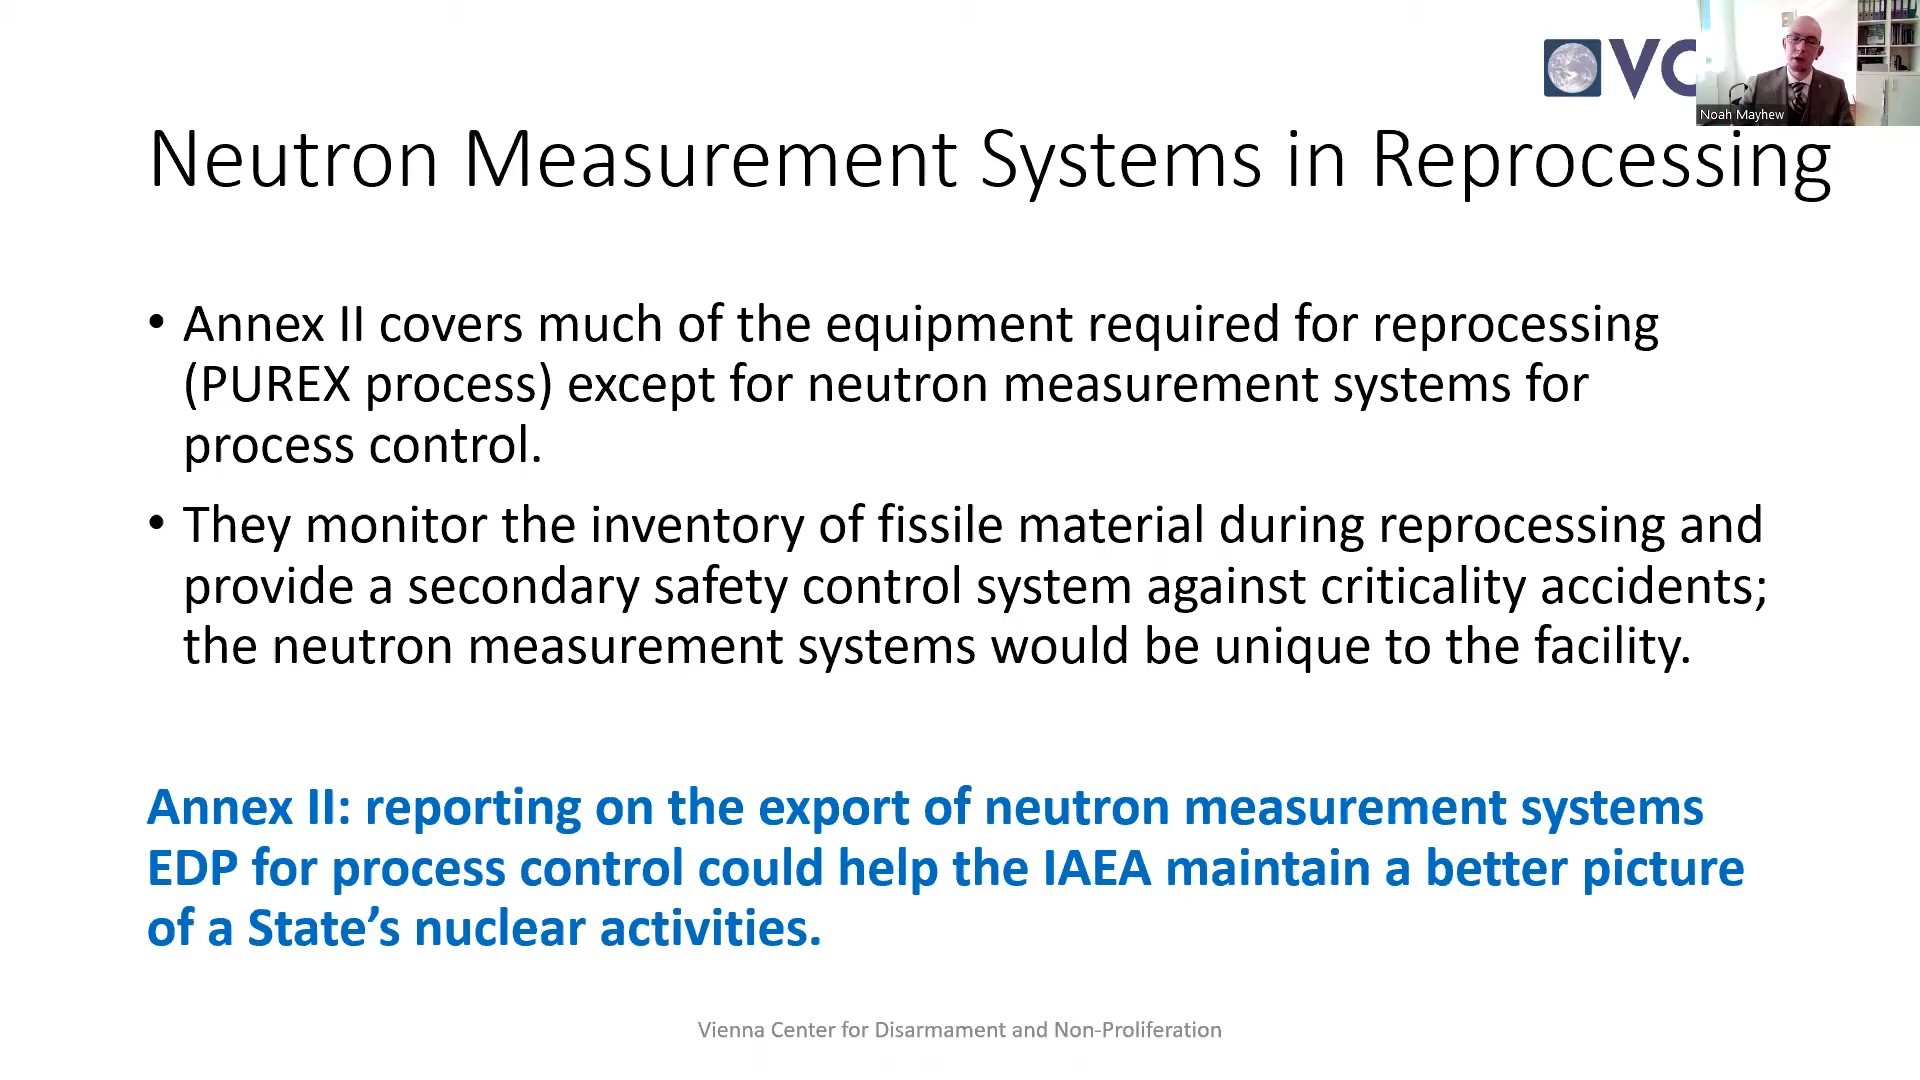 VC
Noah Mayhew
Neutron Measurement Systems in Reprocessing
• Annex II covers much of the equipment required for reprocessing
(PUREX process) except for neutron measurement systems for
process control.
• They monitor the inventory of fissile material during reprocessing and
provide a secondary safety control system against criticality accidents;
the neutron measurement systems would be unique to the facility.
Annex II: reporting on the export of neutron measurement systems
EDP for process control could help the IAEA maintain a better picture
of a State’s nuclear activities.
Vienna Center for Disarmament and Non-Proliferation